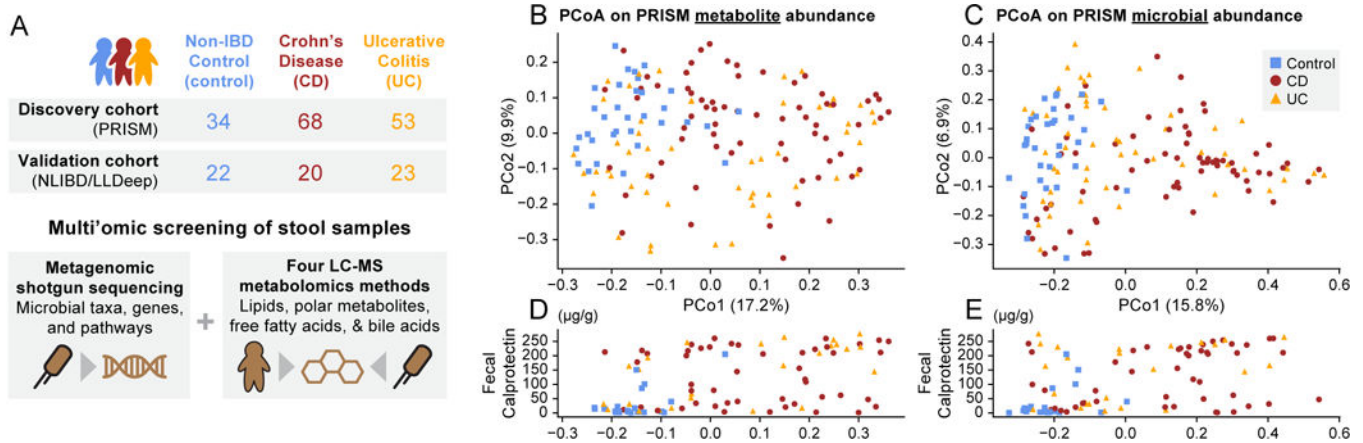 A
Non-IBD
Control
(control)
Crohn's
Disease
(CD)
Ulcerative
Colitis
(UC)
Discovery cohort
(PRISM)
34
68
53
Validation cohort
(NLIBD/LLDeep)
22
20
23
Multi'omic screening of stool samples
Metagenomic
shotgun sequencing
Microbial taxa, genes,
and pathways
+
Four LC-MS
metabolomics methods
Lipids, polar metabolites,
free fatty acids, & bile acids
B
PCoA on PRISM metabolite abundance
PCo2 (9.9%)
0.2
0.1
0.0
−0.1
−0.2
−0.3
−0.3 −0.2 −0.1 0.0 0.1 0.2 0.3
PCo1 (17.2%)
C
PCoA on PRISM microbial abundance
PCo2 (6.9%)
0.4
0.3
0.2
0.1
0.0
−0.1
−0.2
−0.3
Control
CD
UC
−0.2 0.0 0.2 0.4 0.6
PCo1 (15.8%)
D
(µg/g)
Fecal
Calprotectin
250
200
150
100
50
0
−0.3 −0.2 −0.1 0.0 0.1 0.2 0.3
E
(µg/g)
Fecal
Calprotectin
250
200
150
100
50
0
−0.2 0.0 0.2 0.4 0.6